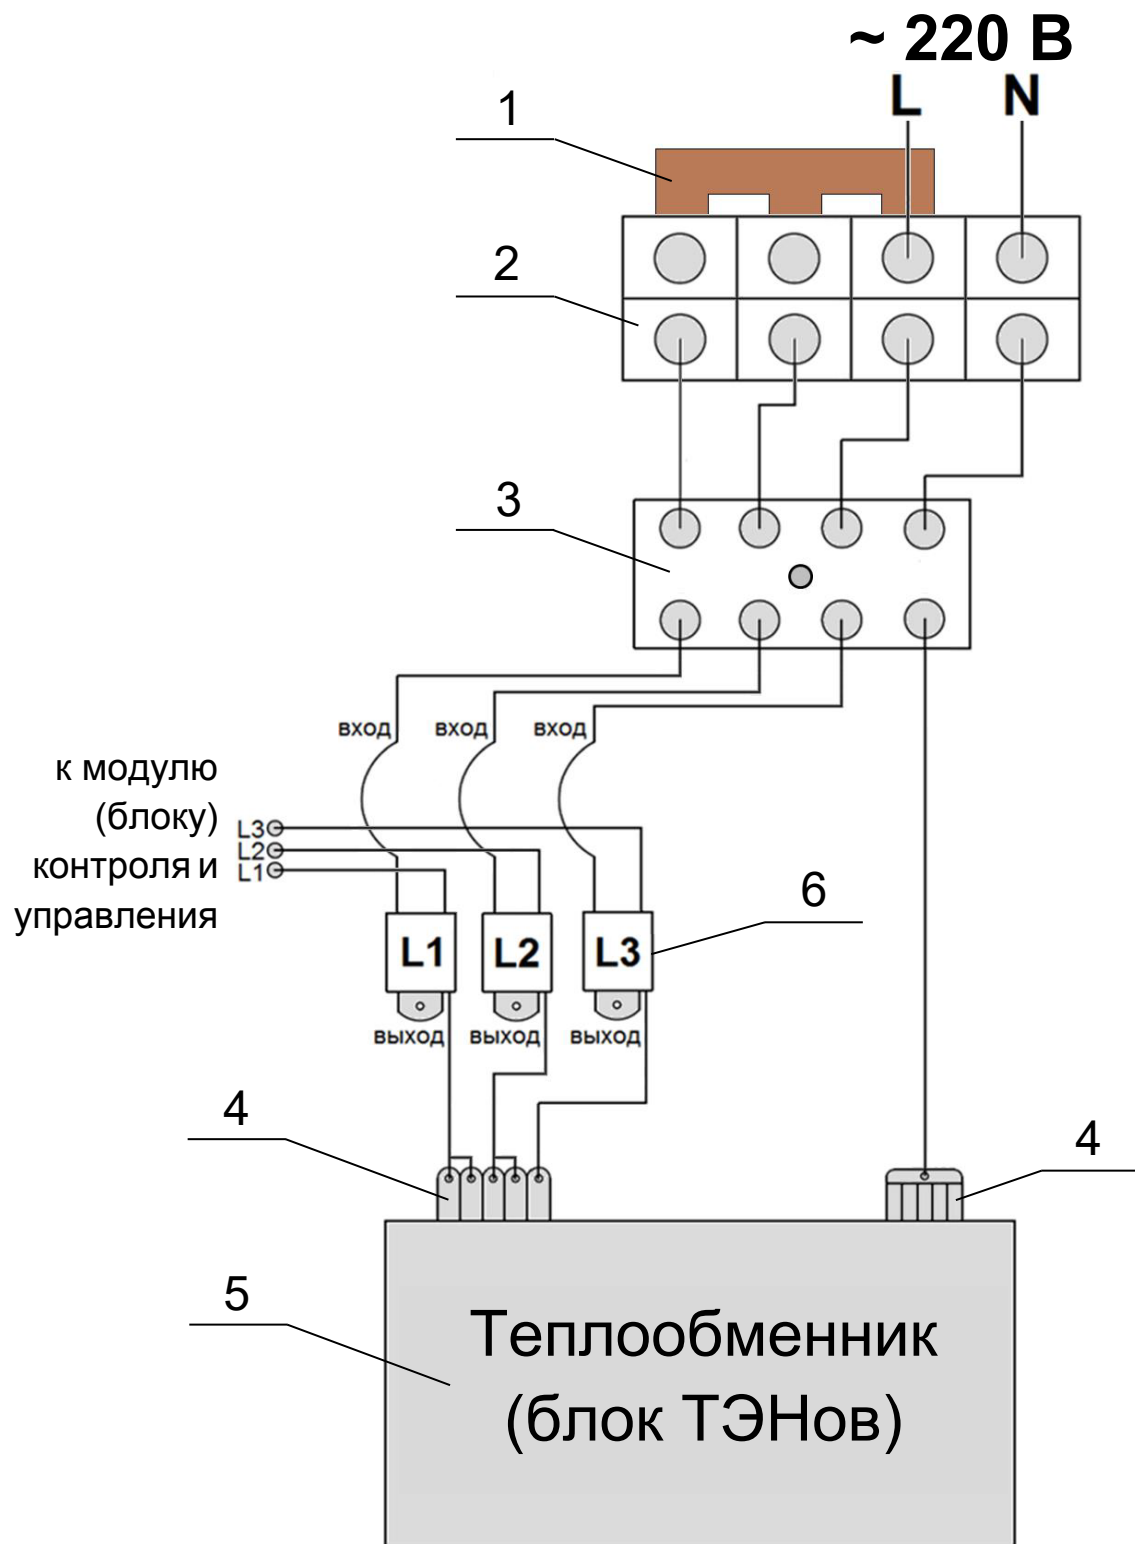 ~ 220 В
L N
1
2
3
вход вход вход
к модулю
(блоку)
контроля и
управления
L3
L2
L1
6
L1 L2 L3
выход выход выход
4
4
5
Теплообменник
(блок ТЭНов)